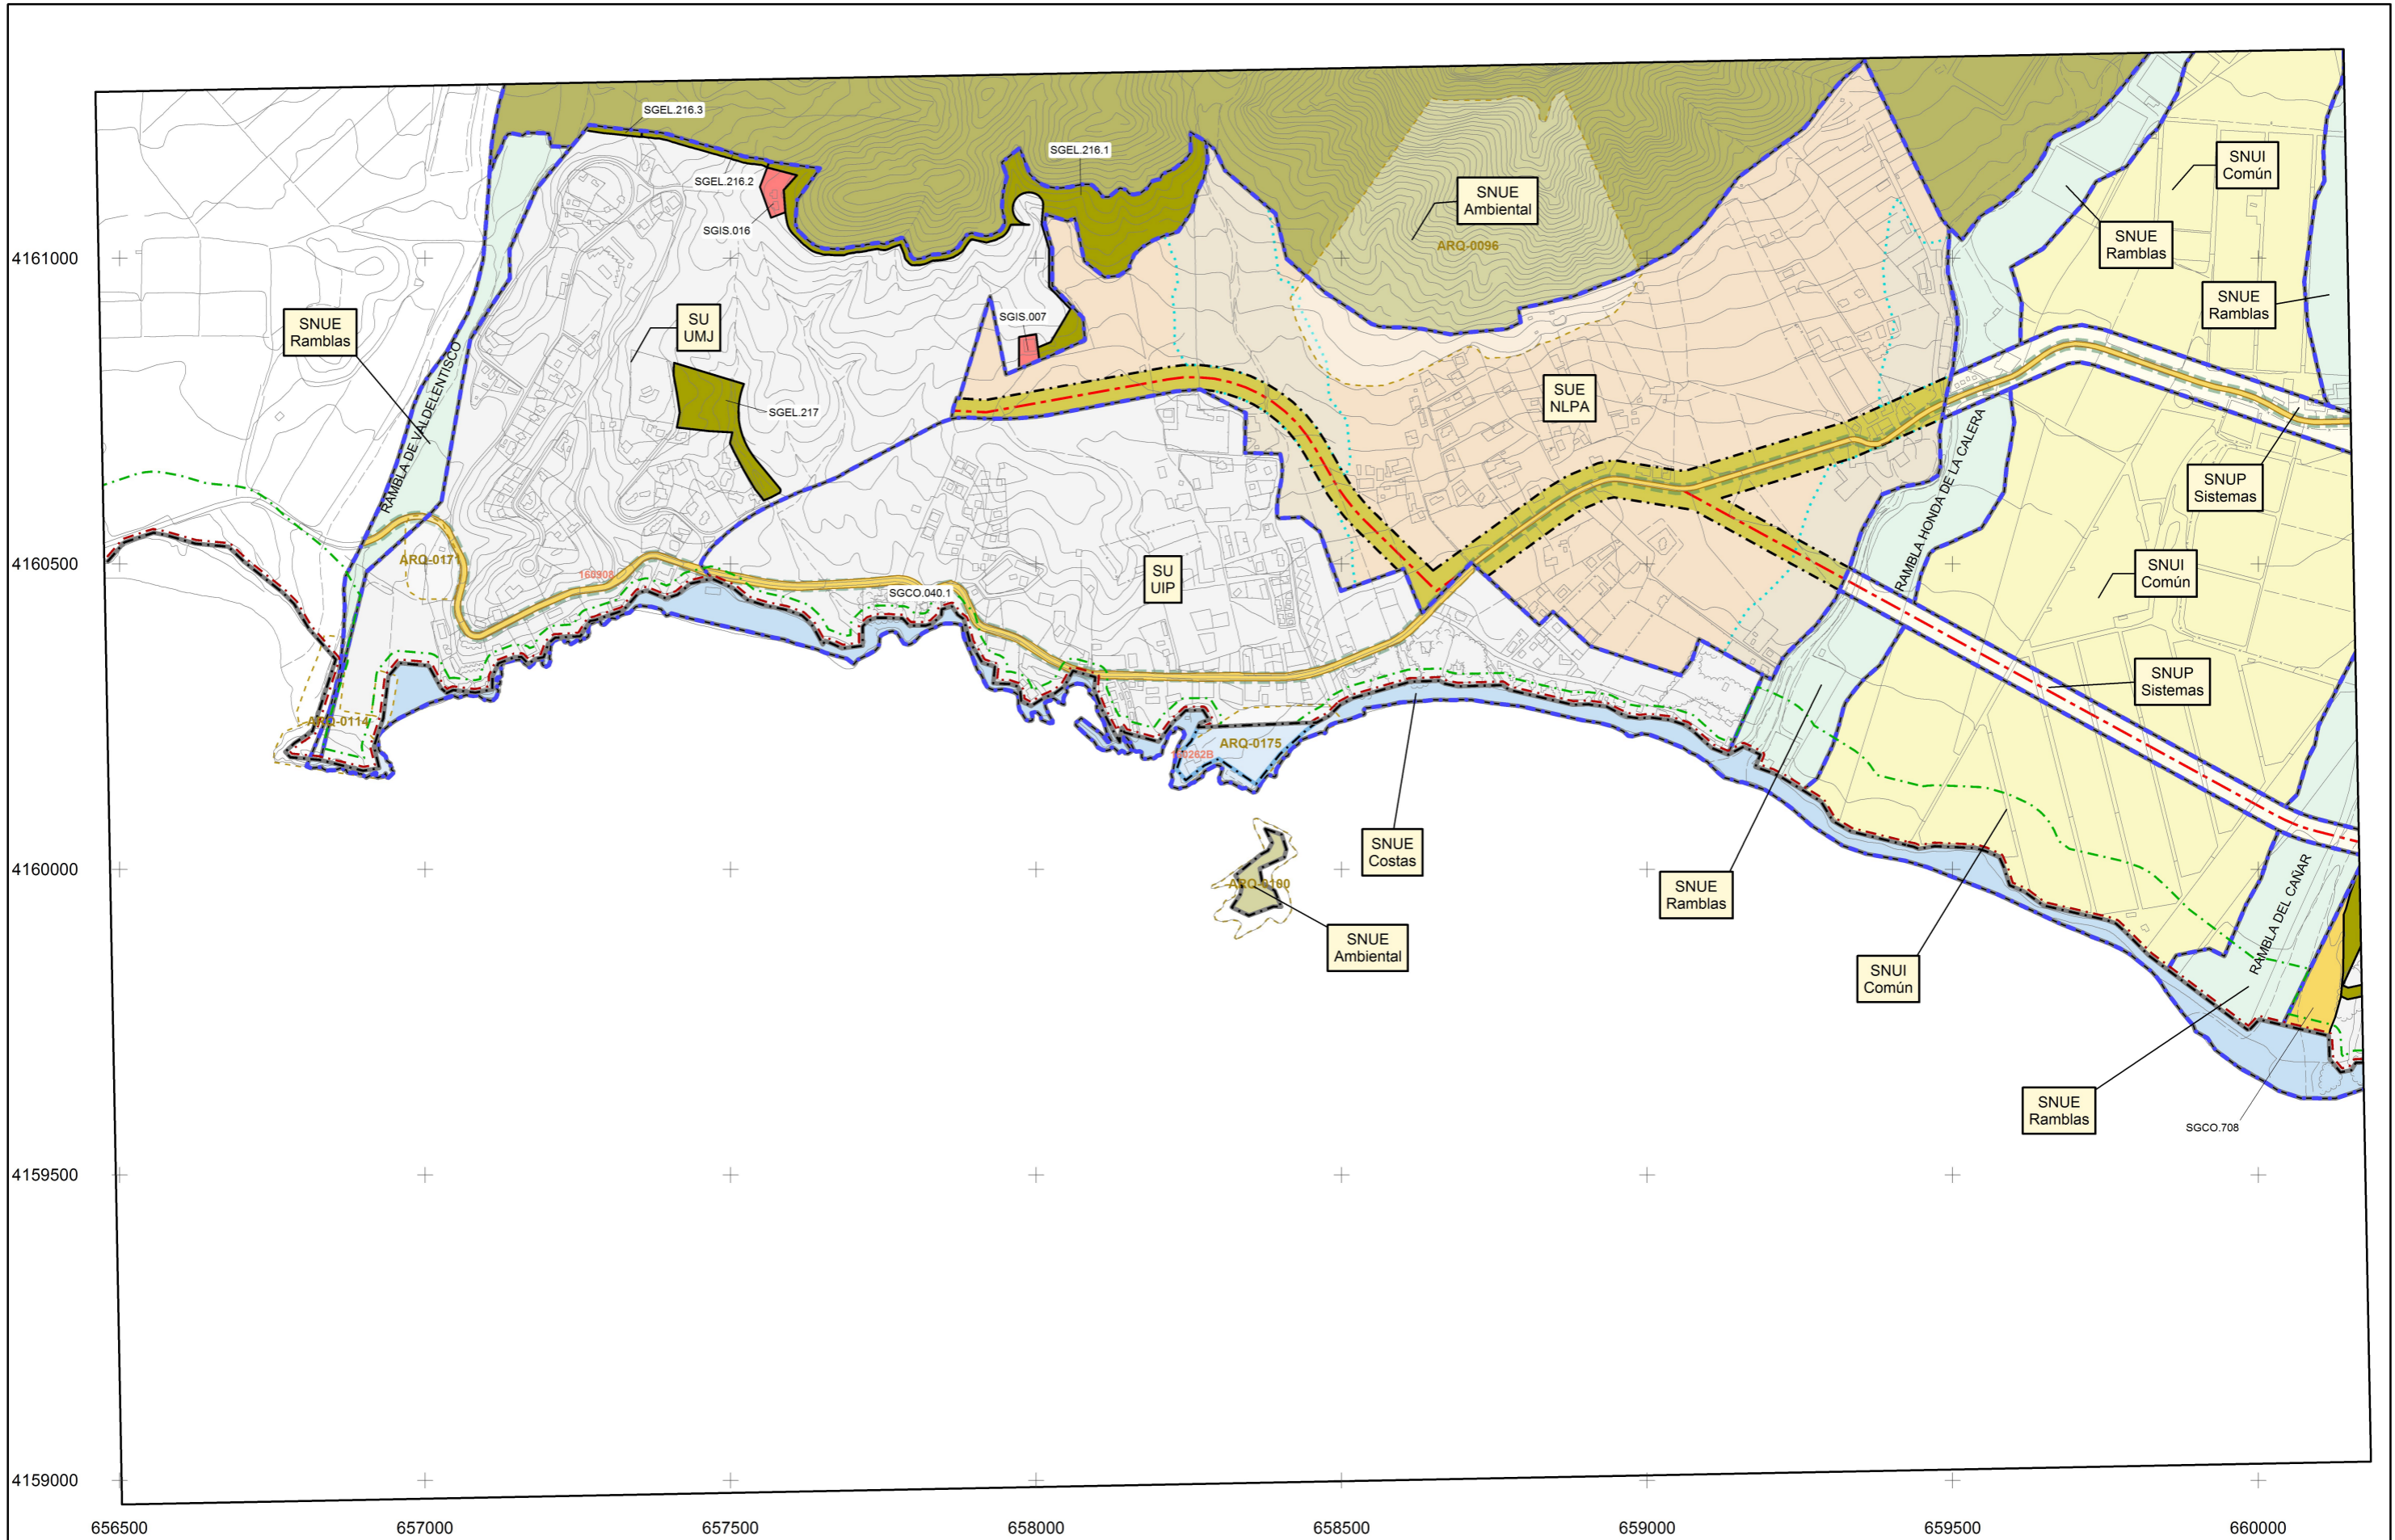 SGEL.216.3
SGEL.216.1
SNUI
Común
SGEL.216.2
SNUE
Ambiental
SGIS.016
SNUE
Ramblas
ARQ-0096
4161000
SNUE
Ramblas
SU
UMJ
SGIS.007
SNUE
Ramblas
RAMBLA DE VALDELENTISCO
SUE
NLPA
SGEL.217
SNUP
Sistemas
RAMBLA HONDA DE LA CALERA
4160500
ARQ-0171
160908
SU
UIP
SNUI
Común
SGCO.040.1
SNUP
Sistemas
ARQ-0114
ARQ-0175
SNUE
Costas
4160000
ARQ-0180
SNUE
Ramblas
SNUE
Ambiental
RAMBLA DEL CAÑAR
SNUI
Común
SNUE
Ramblas
SGCO.708
4159500
4159000
656500
657000
657500
658000
658500
659000
659500
660000